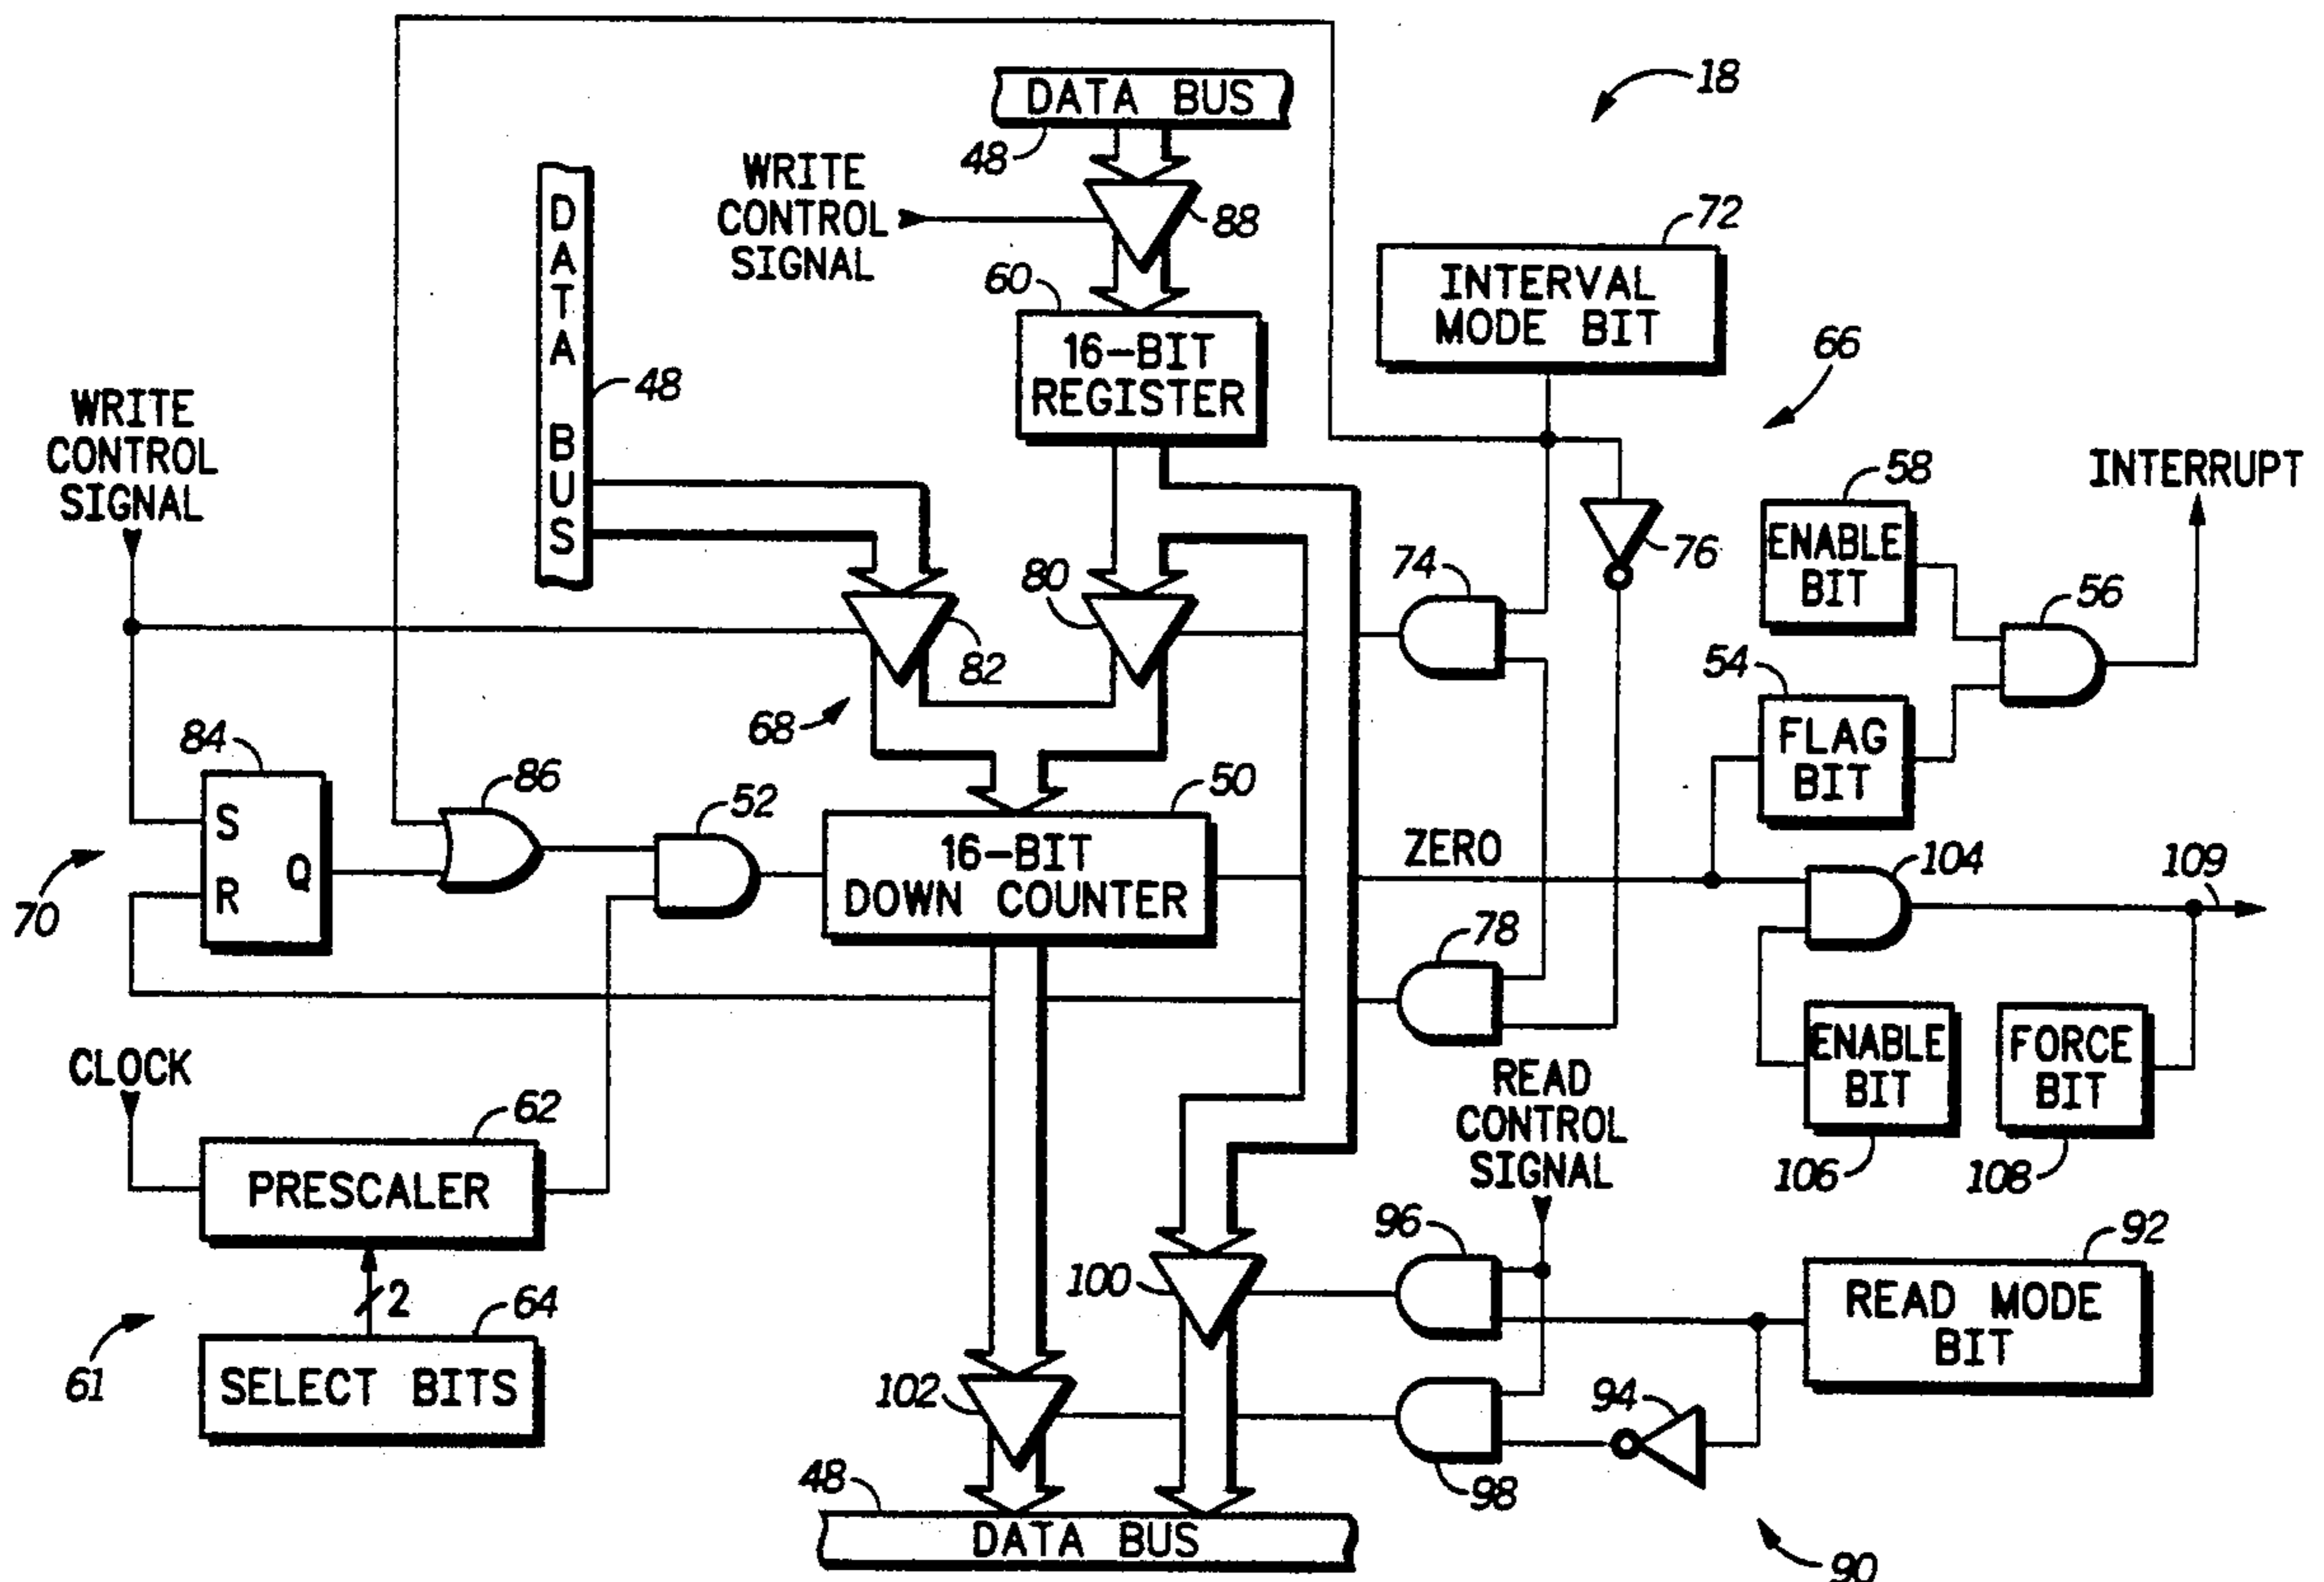 18
DATA BUS
48
WRITE
CONTROL
SIGNAL
88
72
INTERVAL
MODE BIT
60
16-BIT
REGISTER
66
DATA BUS
48
WRITE
CONTROL
SIGNAL
58
ENABLE
BIT
INTERRUPT
76
74
80
82
56
54
FLAG
BIT
68
84
S
R
Q
86
52
50
16-BIT
DOWN COUNTER
ZERO
104
109
70
78
CLOCK
62
PRESCALER
READ
CONTROL
SIGNAL
ENABLE
BIT
FORCE
BIT
106
108
2
64
SELECT BITS
61
96
92
READ MODE
BIT
100
102
94
98
48
DATA BUS
90